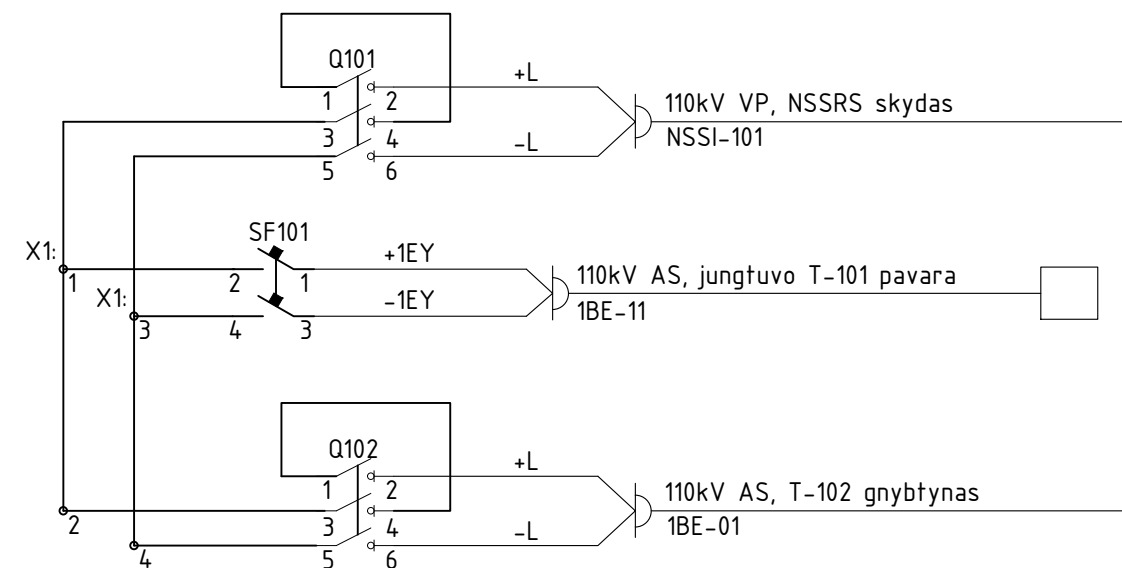 Q101
+L
1
2
110kV VP, NSSRS skydas
3
4
NSSI-101
-L
5
6
SF101
X1:
+1EY
1
2
1
110kV AS, jungtuvo T-101 pavara
X1:
-1EY
1BE-11
3
4
3
Q102
+L
1
2
110kV AS, T-102 gnybtynas
2
3
4
1BE-01
-L
4
5
6